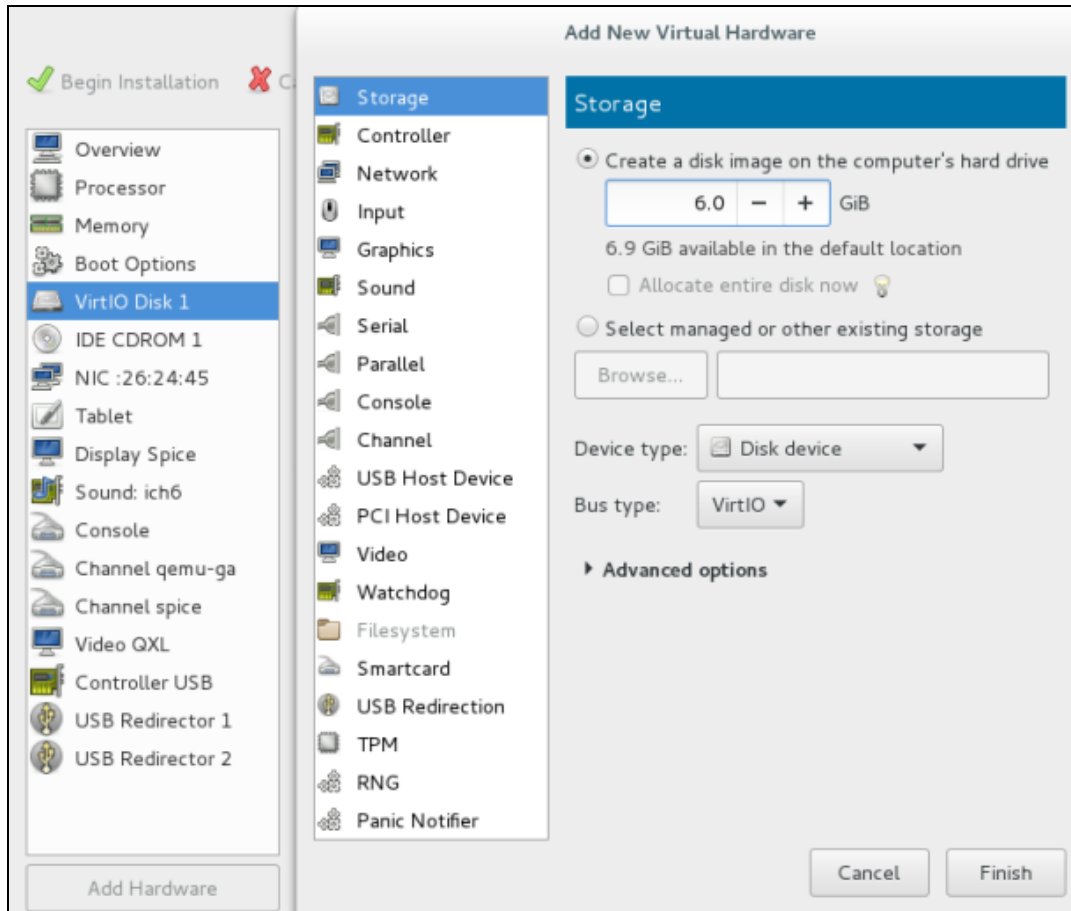 Add New Virtual Hardware
Begin Installation
Overview
Processor
Memory
Boot Options
VirtIO Disk 1
IDE CDROM 1
NIC :26:24:45
Tablet
Display Spice
Sound: ich6
Console
Channel qemu-ga
Channel spice
Video QXL
Controller USB
USB Redirector 1
USB Redirector 2
Add Hardware
Storage
Controller
Network
Input
Graphics
Sound
Serial
Parallel
Console
Channel
USB Host Device
PCI Host Device
Video
Watchdog
Filesystem
Smartcard
USB Redirection
TPM
RNG
Panic Notifier
Storage
Create a disk image on the computer's hard drive
6.0 − + GiB
6.9 GiB available in the default location
Allocate entire disk now
Select managed or other existing storage
Browse...
Device type: Disk device
Bus type: VirtIO
Advanced options
Cancel Finish